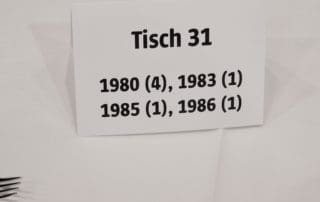 Tisch 31
1980 (4), 1983 (1)
1985 (1), 1986 (1)